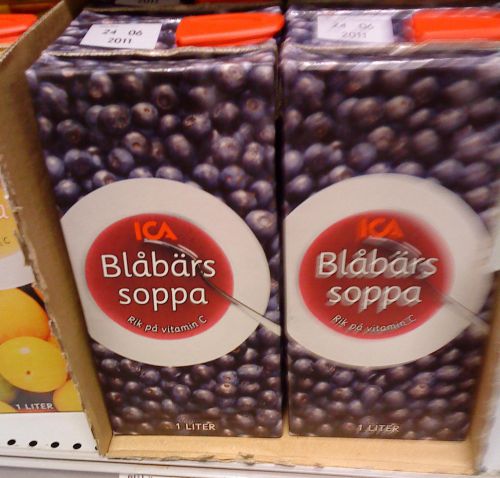 24 06
2011
ICA
Blåbärs
soppa
Rik på vitamin C
1 LITER
24 06
2011
ICA
Blåbärs
soppa
Rik på vitamin C
1 LITER
a
C
1 LITER